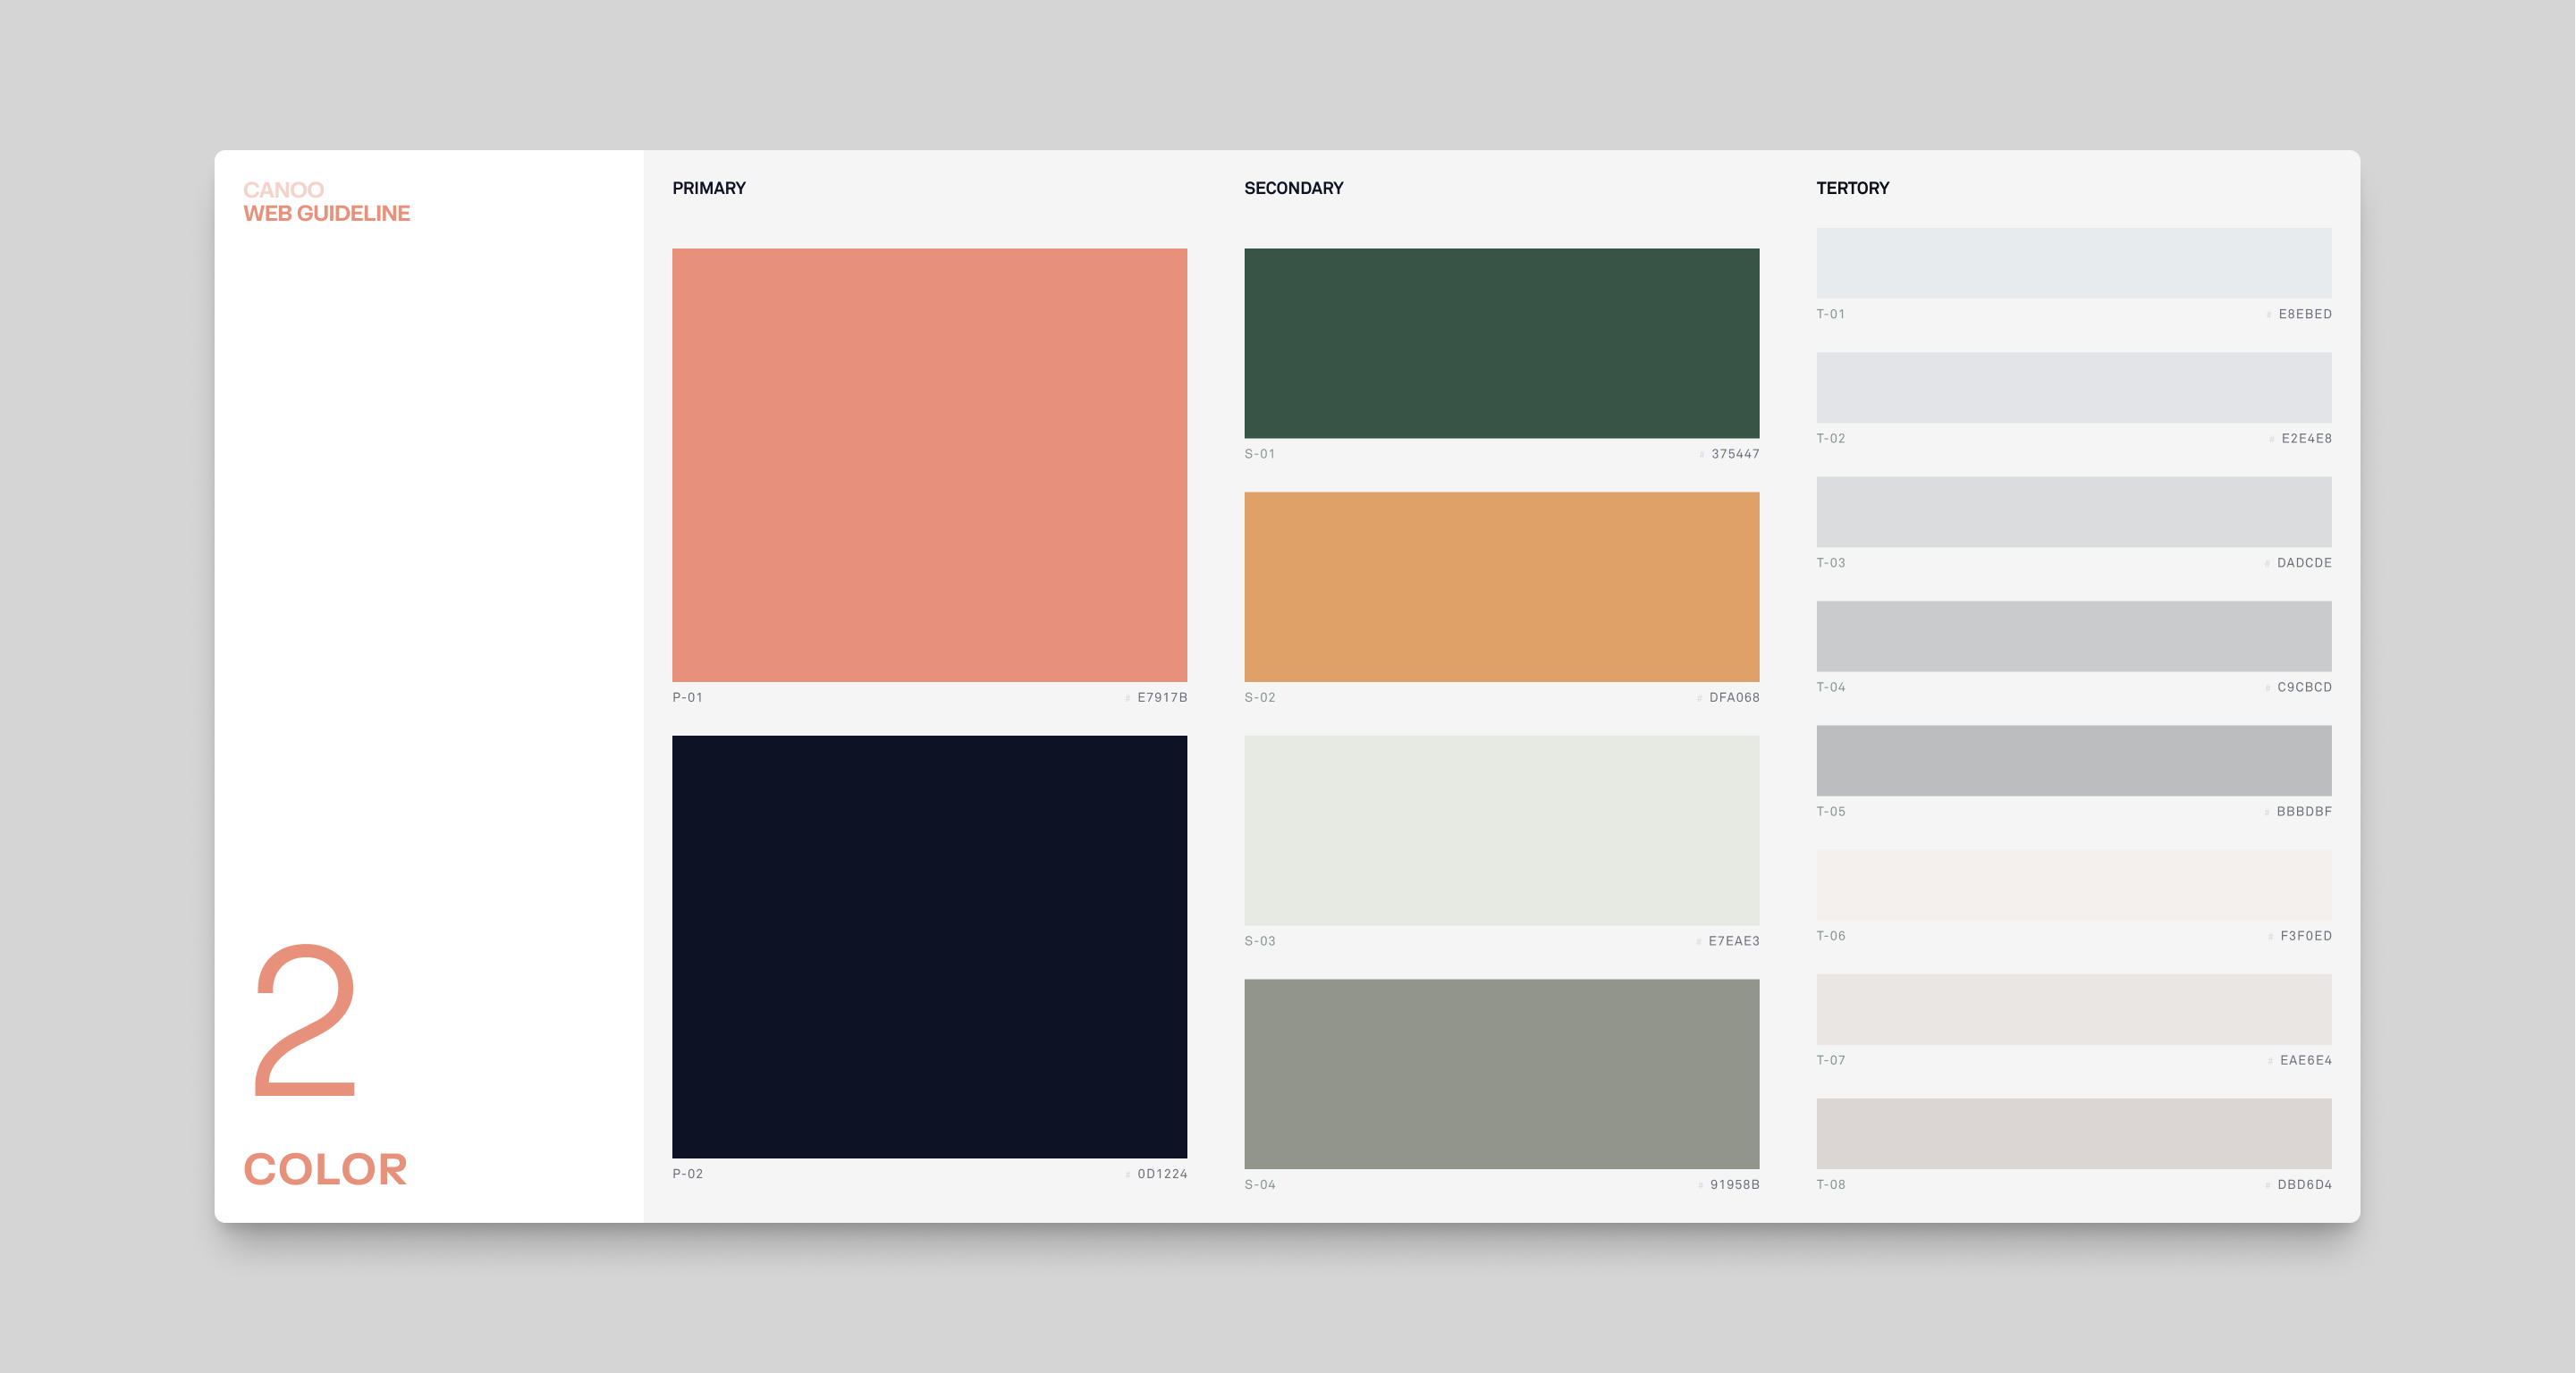 CANOO
WEB GUIDELINE
2
COLOR
PRIMARY
P-01 # E7917B
P-02 # 0D1224
SECONDARY
S-01 # 375447
S-02 # DFA068
S-03 # E7EAE3
S-04 # 91958B
TERTORY
T-01 # E8EBED
T-02 # E2E4E8
T-03 # DADCDE
T-04 # C9CBCD
T-05 # BBBDBF
T-06 # F3F0ED
T-07 # EAE6E4
T-08 # DBD6D4